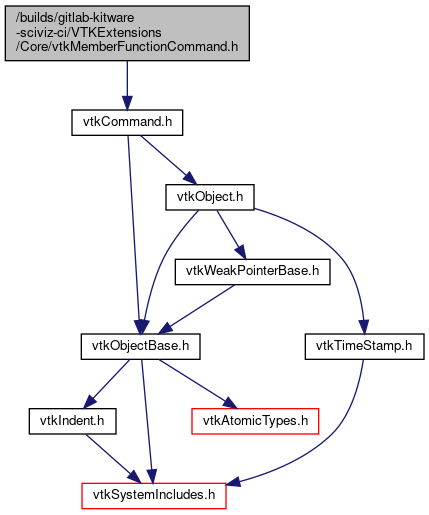 /builds/gitlab-kitware
-sciviz-ci/VTKExtensions
/Core/vtkMemberFunctionCommand.h
vtkCommand.h
vtkObject.h
vtkWeakPointerBase.h
vtkObjectBase.h
vtkTimeStamp.h
vtkIndent.h
vtkAtomicTypes.h
vtkSystemIncludes.h